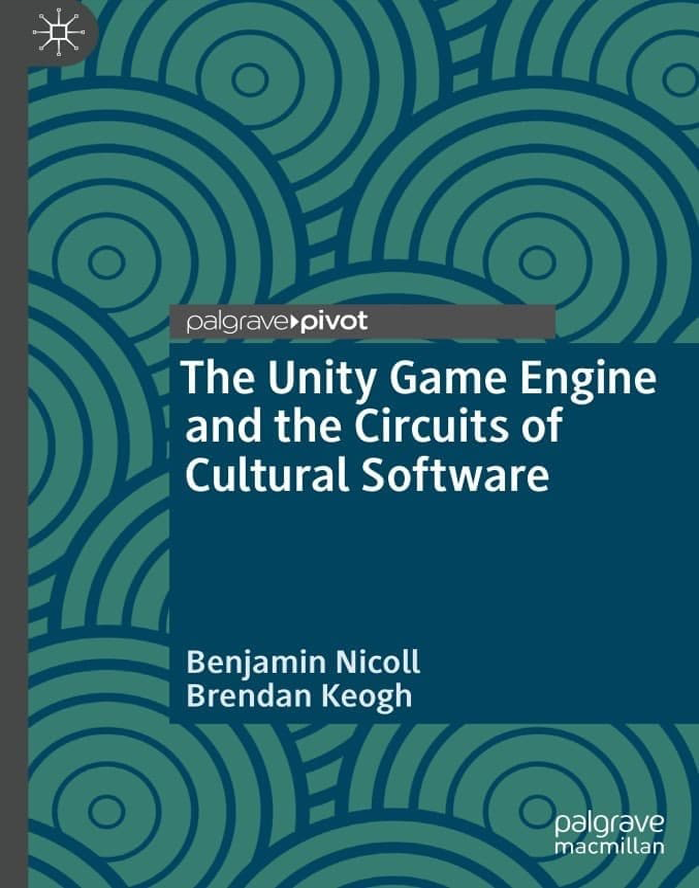 palgrave pivot
The Unity Game Engine
and the Circuits of
Cultural Software
Benjamin Nicoll
Brendan Keogh
palgrave
macmillan